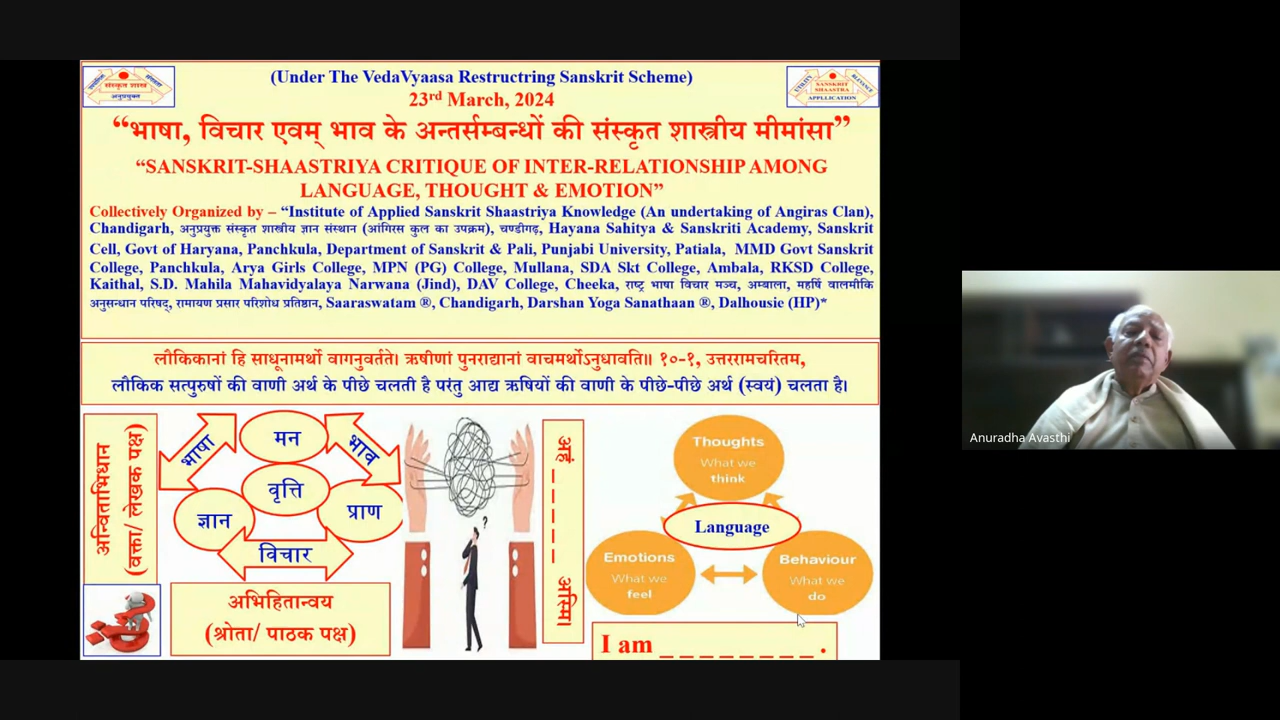 (Under The VedaVyaasa Restructring Sanskrit Scheme)
23rd March, 2024
“भाषा, विचार एवम् भाव के अन्तर्सम्बन्धों की संस्कृत शास्त्रीय मीमांसा”
“SANSKRIT-SHAASTRIYA CRITIQUE OF INTER-RELATIONSHIP AMONG
LANGUAGE, THOUGHT & EMOTION”
Collectively Organized by – “Institute of Applied Sanskrit Shaastriya Knowledge (An undertaking of Angiras Clan),
Chandigarh, अनुप्रयुक्त संस्कृत शास्त्रीय ज्ञान संस्थान (आंगिरस कुल का उपक्रम), चण्डीगढ़, Hayana Sahitya & Sanskriti Academy, Sanskrit
Cell, Govt of Haryana, Panchkula, Department of Sanskrit & Pali, Punjabi University, Patiala, MMD Govt Sanskrit
College, Panchkula, Arya Girls College, MPN (PG) College, Mullana, SDA Skt College, Ambala, RKSD College,
Kaithal, S.D. Mahila Mahavidyalaya Narwana (Jind), DAV College, Cheeka, राष्ट्र भाषा विचार मञ्च, अम्बाला, महर्षि वाल्मीकि
अनुसन्धान परिषद्, रामायण प्रसार परिशोध प्रतिष्ठान, Saaraswatam ®, Chandigarh, Darshan Yoga Sanathaan ®, Dalhousie (HP)*
लौकिकानां हि साधूनामर्थो वागनुवर्तते। ऋषीणां पुनराद्यानां वाचमर्थोऽनुधावति॥ १०-१, उत्तररामचरितम,
लौकिक सत्पुरुषों की वाणी अर्थ के पीछे चलती है परंतु आद्य ऋषियों की वाणी के पीछे-पीछे अर्थ (स्वयं) चलता है।
संस्कृत शास्त्र
अनुप्रयुक्त
SANSKRIT
SHAASTRA
APPLLICATION
UTILITY
अन्विताभिधान
(वक्ता/ लेखक पक्ष)
भाषा
मन
भाव
वृत्ति
ज्ञान
प्राण
विचार
अभिहितान्वय
(श्रोता/ पाठक पक्ष)
?
अहं _ _ _ _ _ अस्मि।
Thoughts
What we
think
Language
Emotions
What we
feel
Behaviour
What we
do
I am _ _ _ _ _ _ _ _ .
Anuradha Avasthi